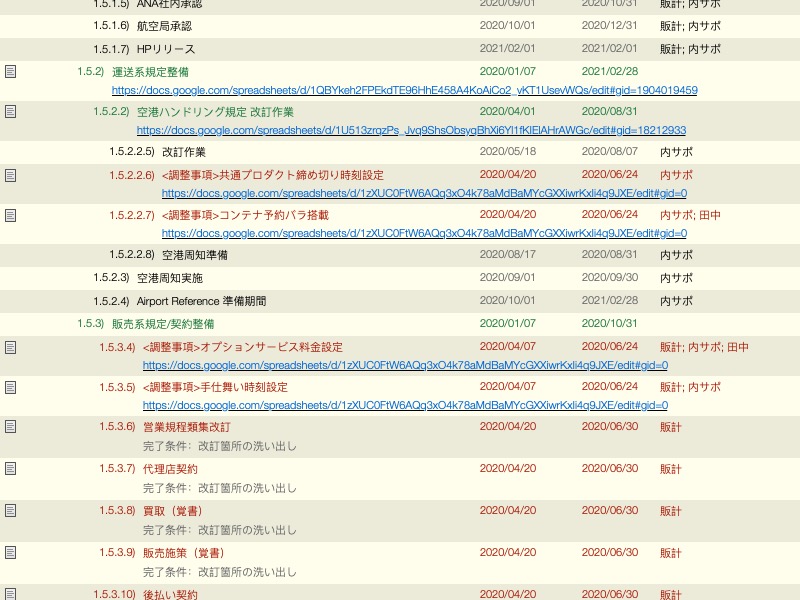 1.5.1.5) ANA社内承認 2020/09/01 2020/10/31 販計; 内サポ
1.5.1.6) 航空局承認 2020/10/01 2020/12/31 販計; 内サポ
1.5.1.7) HPリリース 2021/02/01 2021/02/01 販計; 内サポ
1.5.2) 運送系規定整備 2020/01/07 2021/02/28
https://docs.google.com/spreadsheets/d/1QBYkeh2FPEkdTE96HhE458A4KoAiCo2_vKT1UsevWQs/edit#gid=1904019459
1.5.2.2) 空港ハンドリング規定 改訂作業 2020/04/01 2020/08/31
https://docs.google.com/spreadsheets/d/1U513zrqzPs_Jvq9ShsObsygBhXi6Yl1fKIElAHrAWGc/edit#gid=18212933
1.5.2.2.5) 改訂作業 2020/05/18 2020/08/07 内サポ
1.5.2.2.6) <調整事項>共通プロダクト締め切り時刻設定 2020/04/20 2020/06/24 内サポ
https://docs.google.com/spreadsheets/d/1zXUC0FtW6AQq3xO4k78aMdBaMYcGXXiwrKxli4q9JXE/edit#gid=0
1.5.2.2.7) <調整事項>コンテナ予約バラ搭載 2020/04/20 2020/06/24 内サポ; 田中
https://docs.google.com/spreadsheets/d/1zXUC0FtW6AQq3xO4k78aMdBaMYcGXXiwrKxli4q9JXE/edit#gid=0
1.5.2.2.8) 空港周知準備 2020/08/17 2020/08/31 内サポ
1.5.2.3) 空港周知実施 2020/09/01 2020/09/30 内サポ
1.5.2.4) Airport Reference 準備期間 2020/10/01 2021/02/28 内サポ
1.5.3) 販売系規定/契約整備 2020/01/07 2020/10/31
1.5.3.4) <調整事項>オプションサービス料金設定 2020/04/07 2020/06/24 販計; 内サポ; 田中
https://docs.google.com/spreadsheets/d/1zXUC0FtW6AQq3xO4k78aMdBaMYcGXXiwrKxli4q9JXE/edit#gid=0
1.5.3.5) <調整事項>手仕舞い時刻設定 2020/04/07 2020/06/24 販計; 内サポ
https://docs.google.com/spreadsheets/d/1zXUC0FtW6AQq3xO4k78aMdBaMYcGXXiwrKxli4q9JXE/edit#gid=0
1.5.3.6) 営業規程類集改訂 2020/04/20 2020/06/30 販計
完了条件：改訂箇所の洗い出し
1.5.3.7) 代理店契約 2020/04/20 2020/06/30 販計
完了条件：改訂箇所の洗い出し
1.5.3.8) 買取（覚書） 2020/04/20 2020/06/30 販計
完了条件：改訂箇所の洗い出し
1.5.3.9) 販売施策（覚書） 2020/04/20 2020/06/30 販計
完了条件：改訂箇所の洗い出し
1.5.3.10) 後払い契約 2020/04/20 2020/06/30 販計